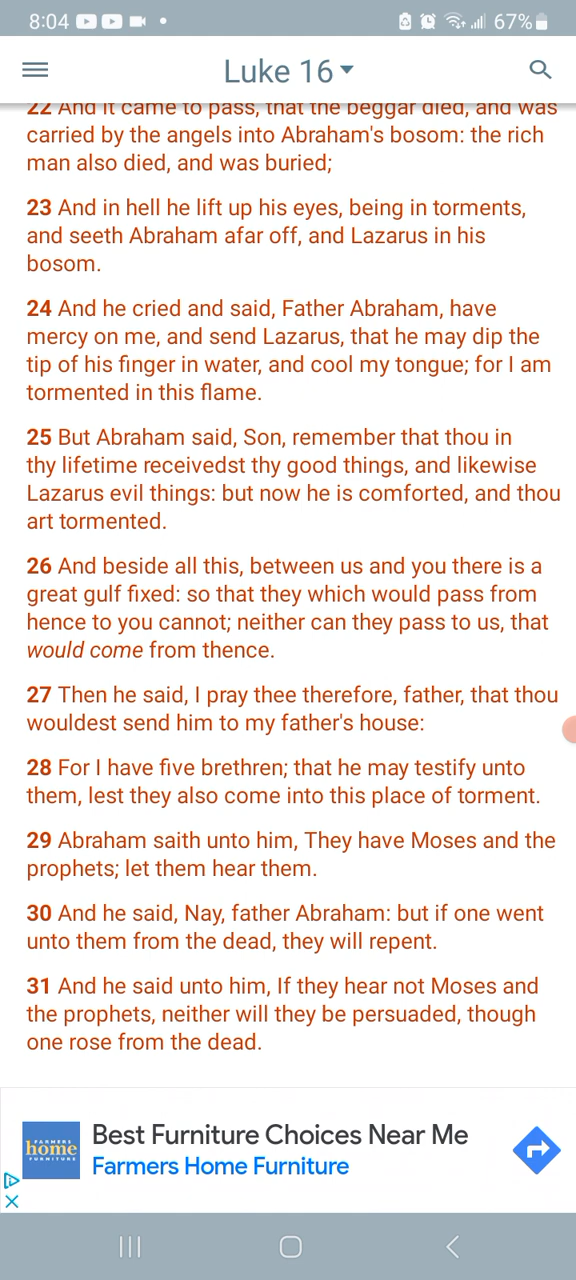 8:04
67%
Luke 16
22 And it came to pass, that the beggar died, and was
carried by the angels into Abraham's bosom: the rich
man also died, and was buried;
23 And in hell he lift up his eyes, being in torments,
and seeth Abraham afar off, and Lazarus in his
bosom.
24 And he cried and said, Father Abraham, have
mercy on me, and send Lazarus, that he may dip the
tip of his finger in water, and cool my tongue; for I am
tormented in this flame.
25 But Abraham said, Son, remember that thou in
thy lifetime receivedst thy good things, and likewise
Lazarus evil things: but now he is comforted, and thou
art tormented.
26 And beside all this, between us and you there is a
great gulf fixed: so that they which would pass from
hence to you cannot; neither can they pass to us, that
would come from thence.
27 Then he said, I pray thee therefore, father, that thou
wouldest send him to my father's house:
28 For I have five brethren; that he may testify unto
them, lest they also come into this place of torment.
29 Abraham saith unto him, They have Moses and the
prophets; let them hear them.
30 And he said, Nay, father Abraham: but if one went
unto them from the dead, they will repent.
31 And he said unto him, If they hear not Moses and
the prophets, neither will they be persuaded, though
one rose from the dead.
FARMERS
home
FURNITURE
Best Furniture Choices Near Me
Farmers Home Furniture